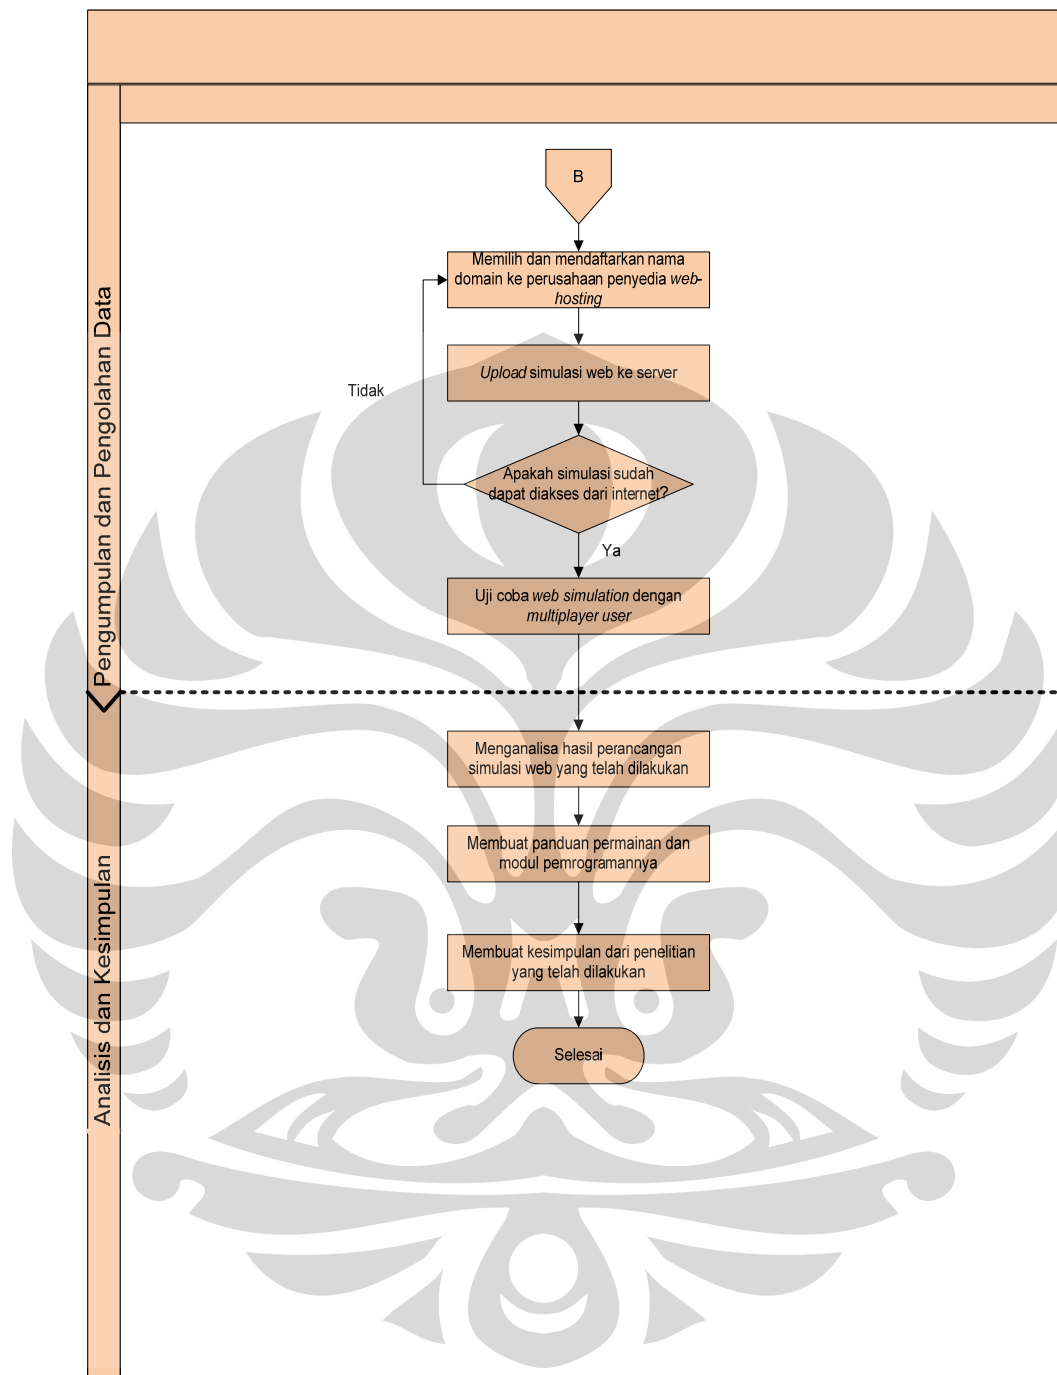 B
Memilih dan mendaftarkan nama
domain ke perusahaan penyedia web-
hosting
Upload simulasi web ke server
Tidak
Apakah simulasi sudah
dapat diakses dari internet?
Ya
Uji coba web simulation dengan
multiplayer user
Pengumpulan dan Pengolahan Data
Menganalisa hasil perancangan
simulasi web yang telah dilakukan
Membuat panduan permainan dan
modul pemrogramannya
Membuat kesimpulan dari penelitian
yang telah dilakukan
Selesai
Analisis dan Kesimpulan